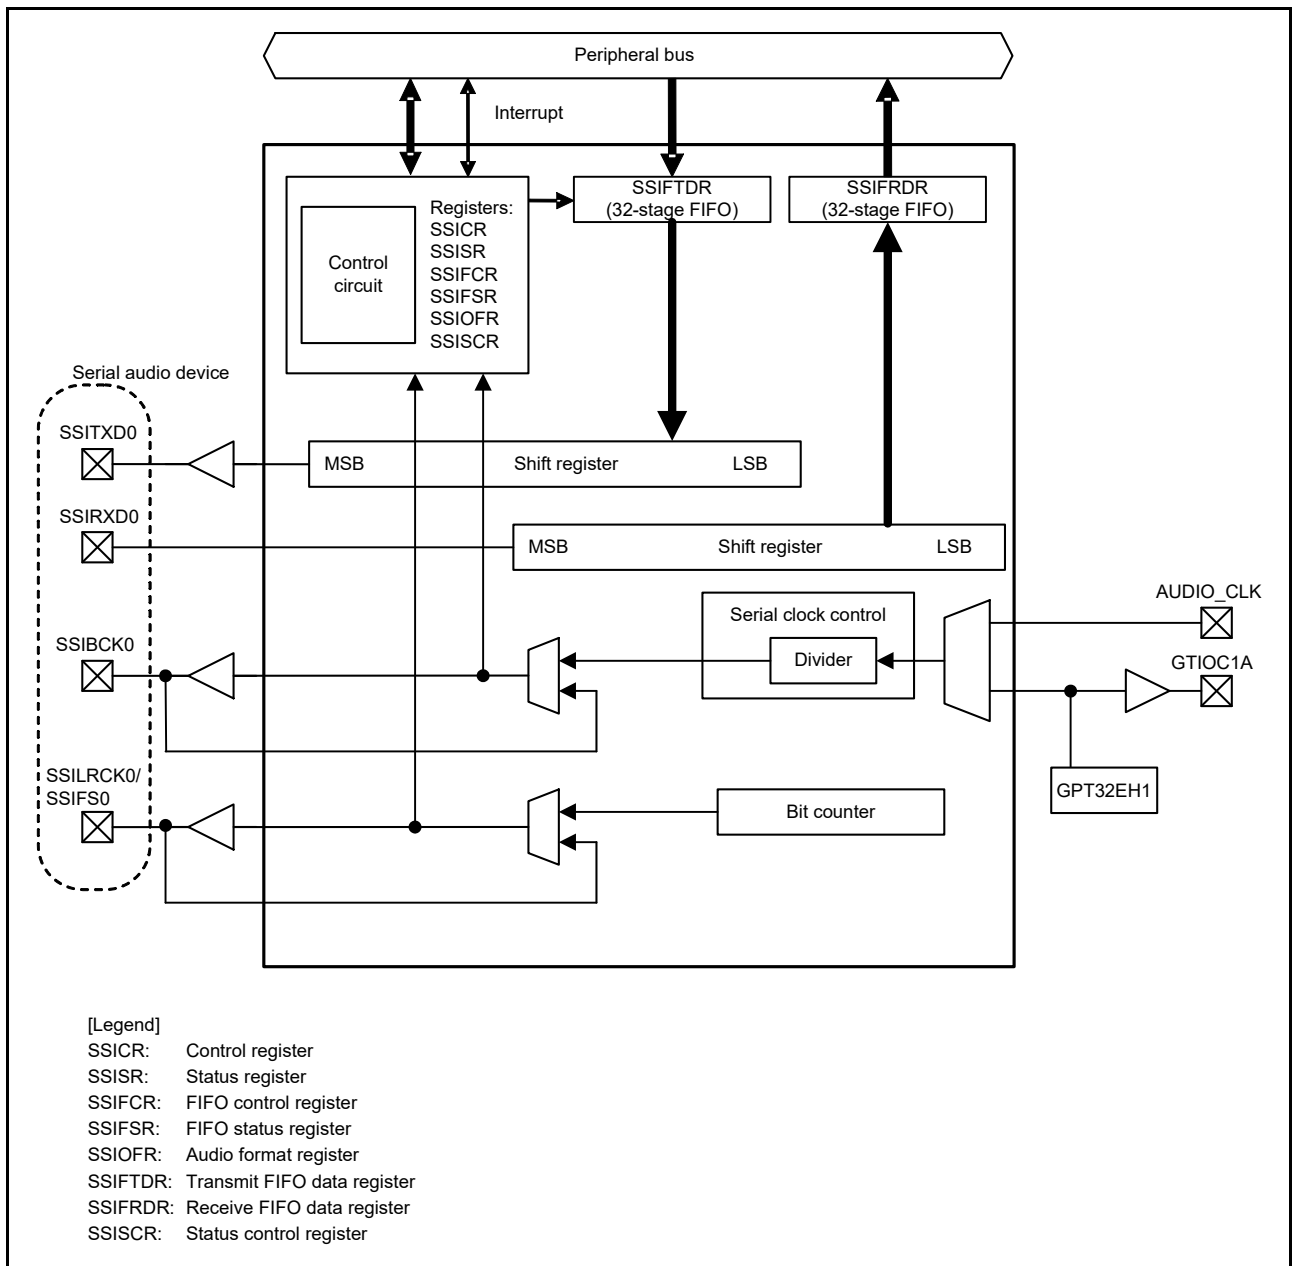 Peripheral bus
Interrupt
SSIFTDR
(32-stage FIFO)
SSIFRDR
(32-stage FIFO)
Control
circuit
Registers:
SSICR
SSISR
SSIFCR
SSIFSR
SSIOFR
SSISCR
Serial audio device
SSITXD0
MSB Shift register LSB
SSIRXD0
MSB Shift register LSB
AUDIO_CLK
Serial clock control
SSIBCK0
Divider
GTIOC1A
SSILRCK0/
SSIFS0
GPT32EH1
Bit counter
[Legend]
SSICR: Control register
SSISR: Status register
SSIFCR: FIFO control register
SSIFSR: FIFO status register
SSIOFR: Audio format register
SSIFTDR: Transmit FIFO data register
SSIFRDR: Receive FIFO data register
SSISCR: Status control register